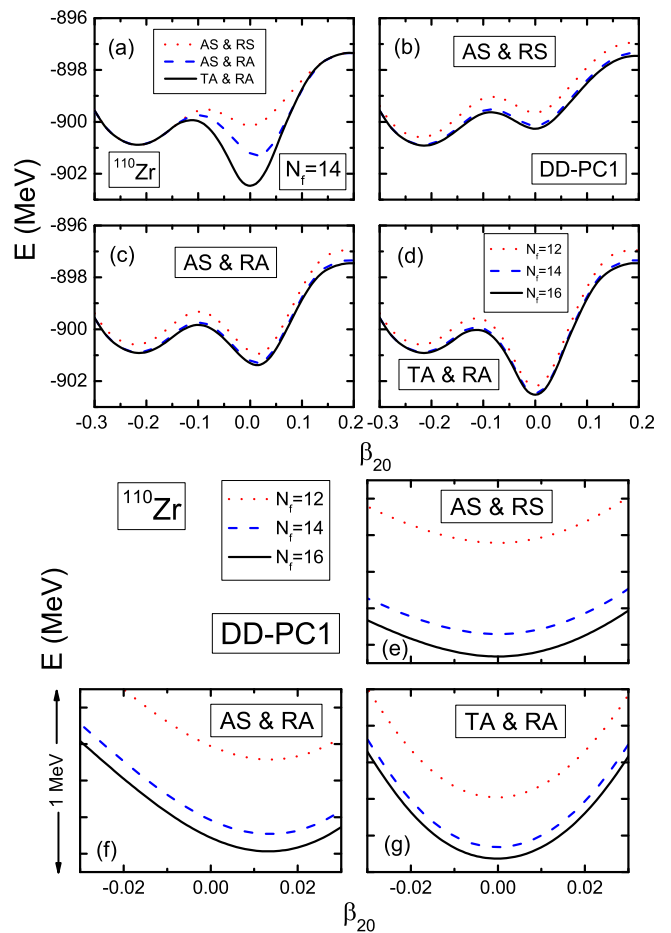 -896
-898
-900
-902
(a)
AS & RS
AS & RA
TA & RA
110Zr
Nf=14
(b)
AS & RS
DD-PC1
E (MeV)
-896
-898
-900
-902
(c)
AS & RA
(d)
Nf=12
Nf=14
Nf=16
TA & RA
-0.3 -0.2 -0.1 0.0 0.1 0.2
-0.3 -0.2 -0.1 0.0 0.1 0.2
β20
110Zr
Nf=12
Nf=14
Nf=16
AS & RS
(e)
E (MeV)
DD-PC1
1 MeV
AS & RA
(f)
TA & RA
(g)
-0.02 0.00 0.02
-0.02 0.00 0.02
β20